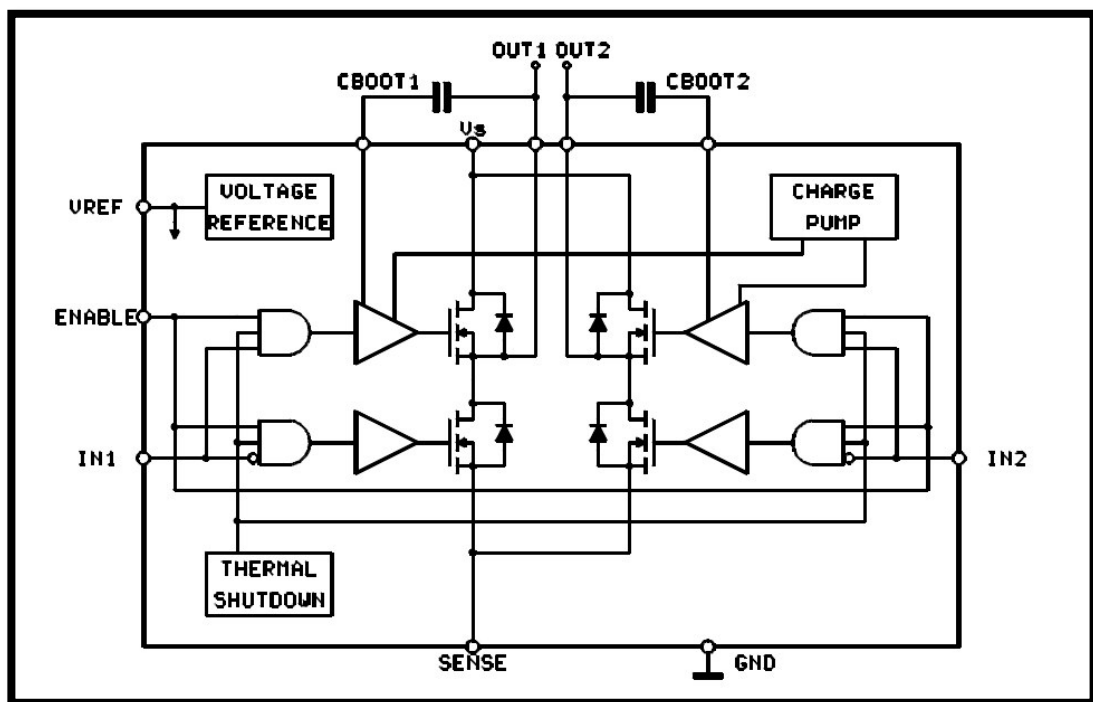 OUT1 OUT2
CBOOT1
CBOOT2
Vs
VOLTAGE
REFERENCE
CHARGE
PUMP
VREF
ENABLE
IN1
IN2
THERMAL
SHUTDOWN
SENSE
GND